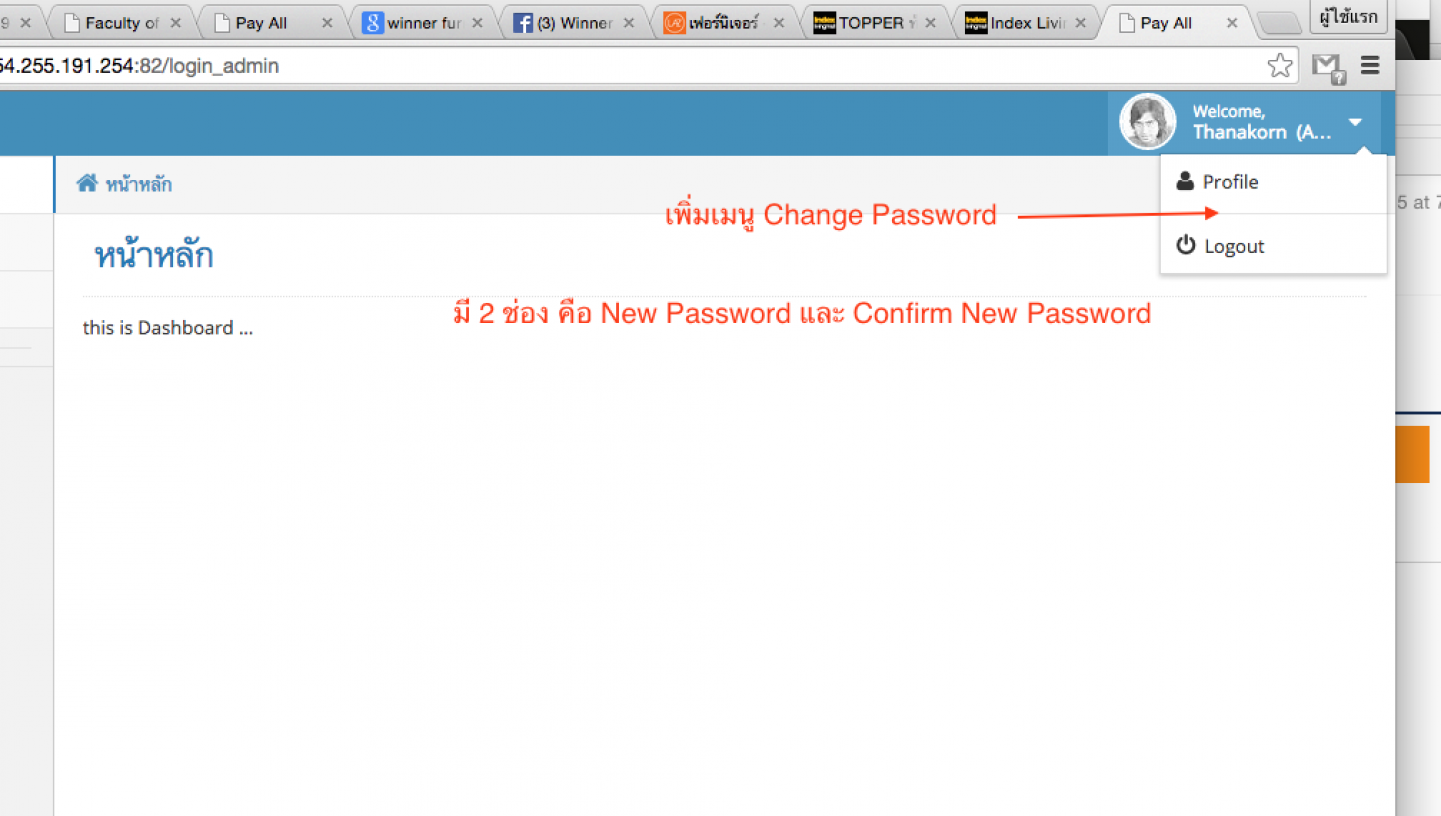 9
Faculty of
Pay All
winner fur
(3) Winner
เฟอร์นิเจอร์
TOPPER
Index Livi
Pay All
ผู้ใช้แรก
54.255.191.254:82/login_admin
Welcome,
Thanakorn (A...
หน้าหลัก
Profile
เพิ่มเมนู Change Password
5 at 7
หน้าหลัก
Logout
มี 2 ช่อง คือ New Password และ Confirm New Password
this is Dashboard ...